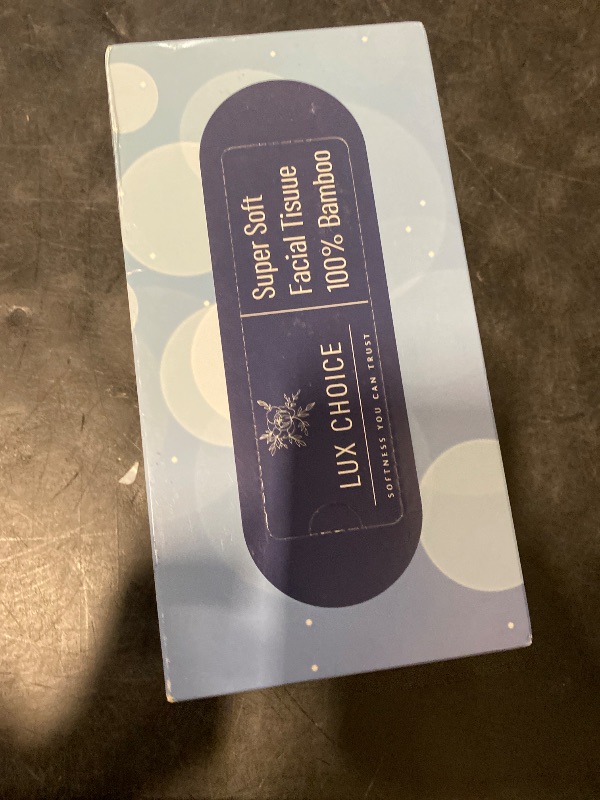 LUX CHOICE
SOFTNESS YOU CAN TRUST
Super Soft
Facial Tisuue
100% Bamboo